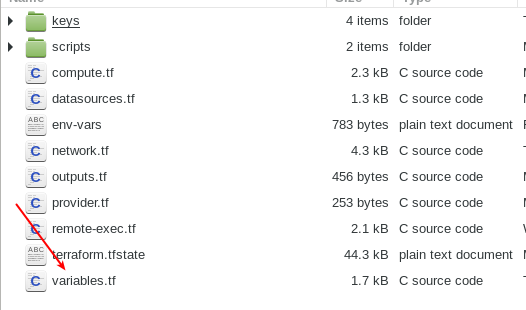 keys 4 items folder
scripts 2 items folder
C compute.tf 2.3 kB C source code
C datasources.tf 1.3 kB C source code
ABC env-vars 783 bytes plain text document
C network.tf 4.3 kB C source code
C outputs.tf 456 bytes C source code
C provider.tf 253 bytes C source code
C remote-exec.tf 2.1 kB C source code
ABC terraform.tfstate 44.3 kB plain text document
C variables.tf 1.7 kB C source code